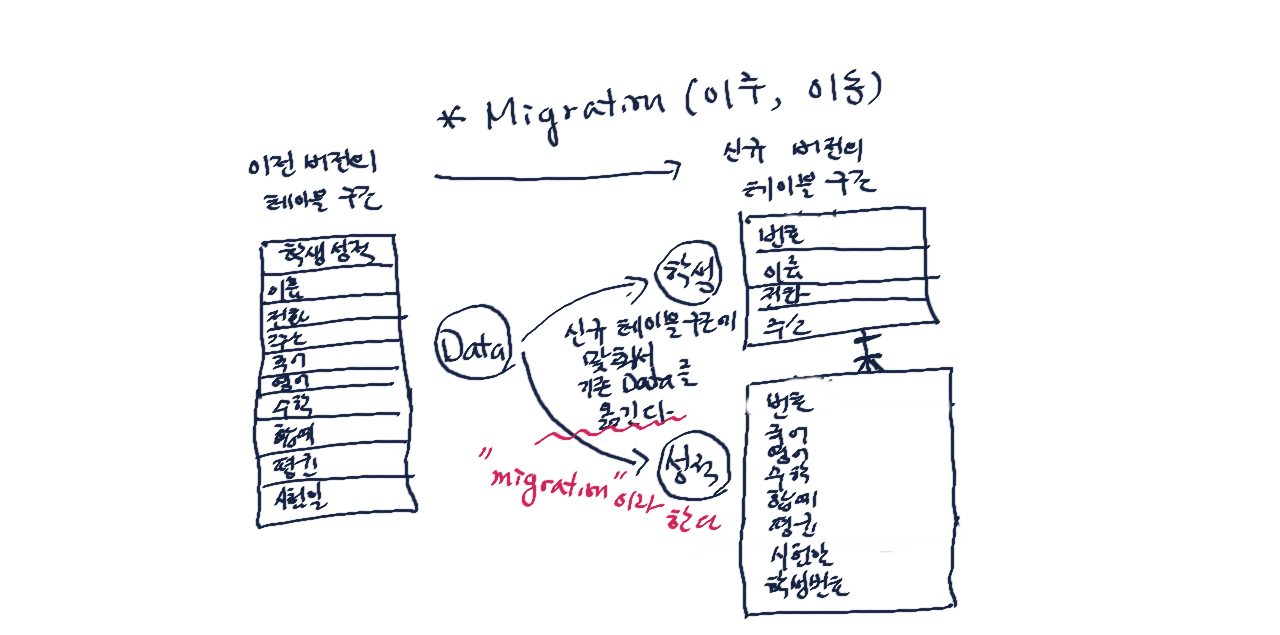 * Migration (이주, 이동)
이전 버전의
테이블 구조
신규 버전의
테이블 구조
학생성적
이름
전화
주소
국어
영어
수학
합계
평균
시험일
Data
학생
신규 테이블구조에
맞춰서
기존 Data를
옮긴다.
성적
"migration"이라
한다
번호
이름
전화
주소
번호
국어
영어
수학
합계
평균
시험일
학생번호